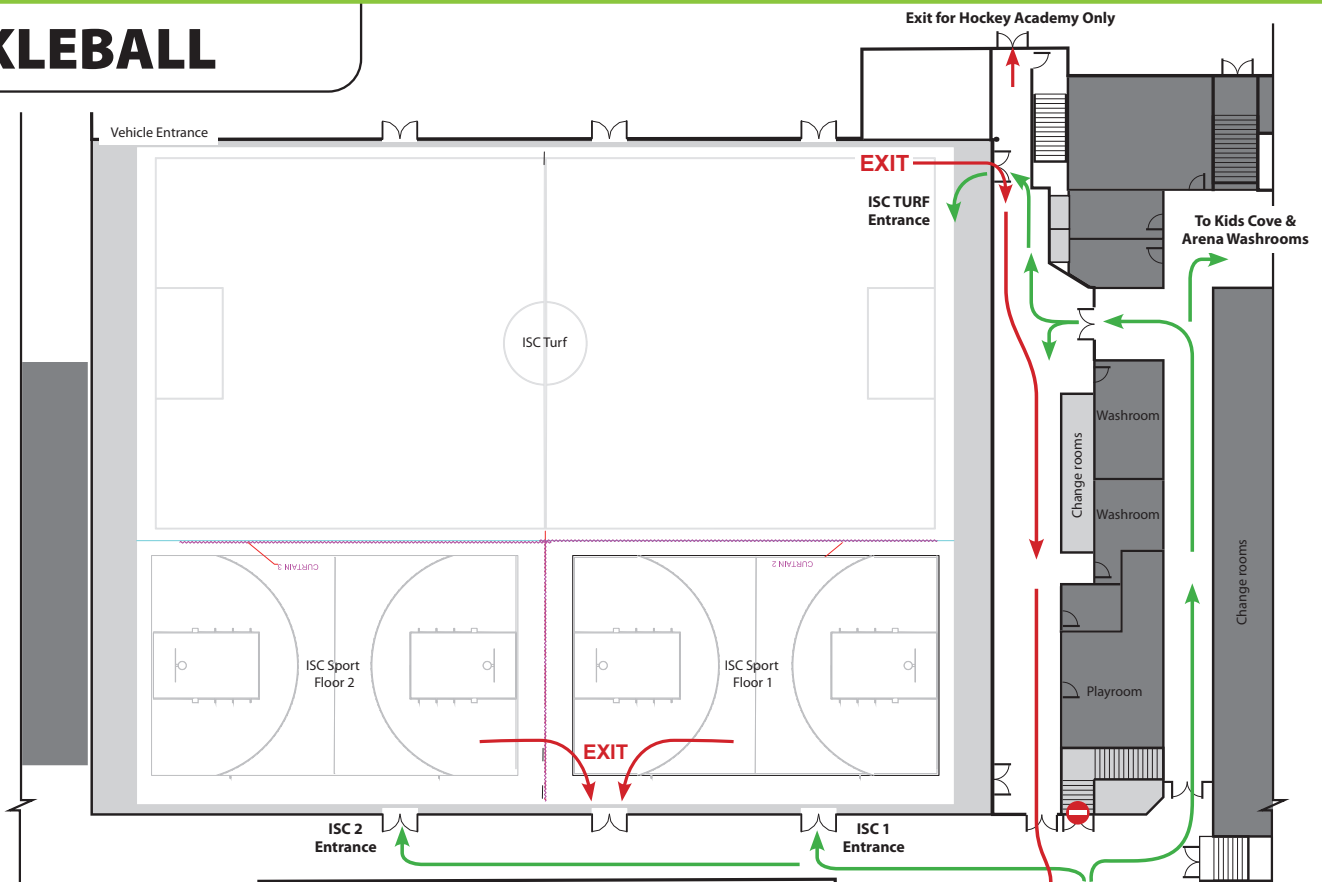 Exit for Hockey Academy Only
KLEBALL
Vehicle Entrance
EXIT
ISC TURF
Entrance
To Kids Cove &
Arena Washrooms
ISC Turf
Washroom
Change rooms
Washroom
CURTAIN 3
CURTAIN 2
Change rooms
ISC Sport
Floor 2
ISC Sport
Floor 1
Playroom
EXIT
ISC 2
Entrance
ISC 1
Entrance